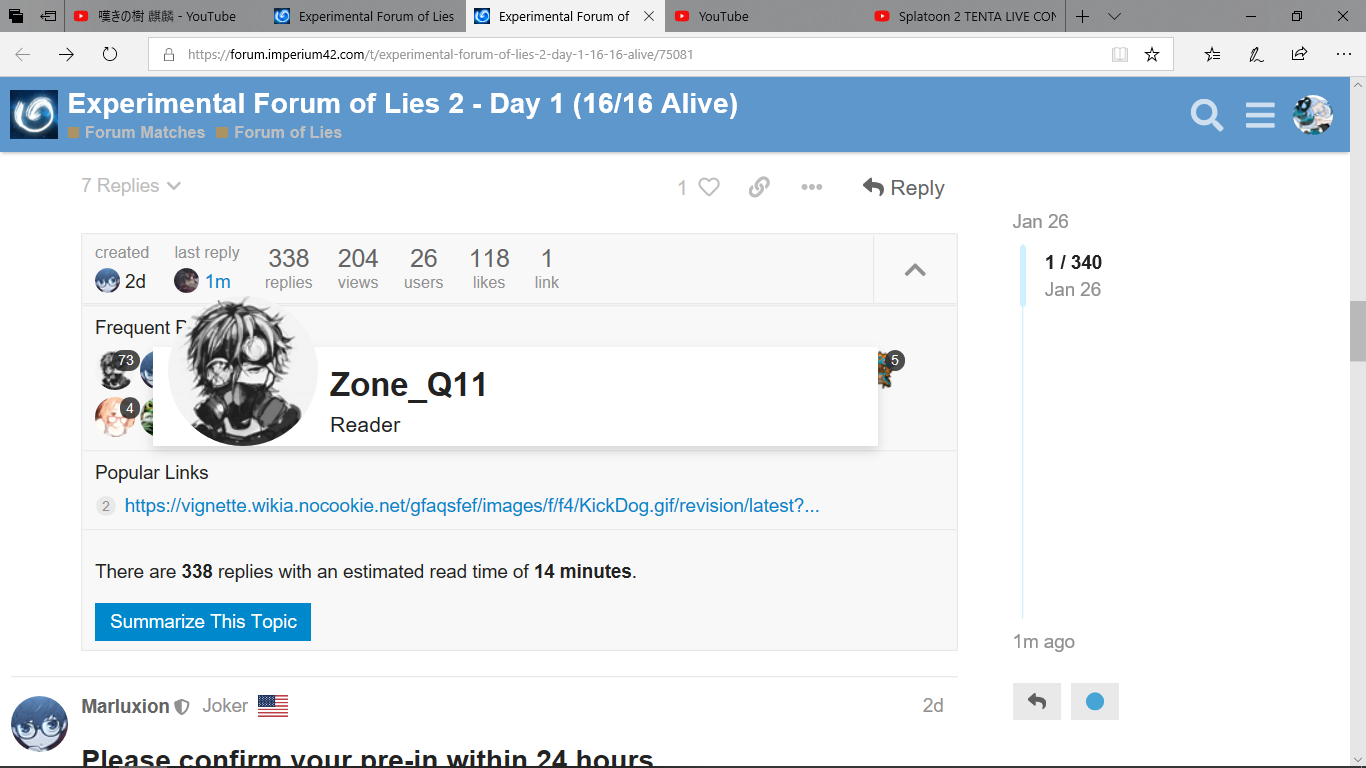 嘆きの樹 麒麟 - YouTube
Experimental Forum of Lies
Experimental Forum of
YouTube
Splatoon 2 TENTA LIVE CON
https://forum.imperium42.com/t/experimental-forum-of-lies-2-day-1-16-16-alive/75081
Experimental Forum of Lies 2 - Day 1 (16/16 Alive)
Forum Matches Forum of Lies
7 Replies
1
Reply
Jan 26
1 / 340
Jan 26
1m ago
created last reply 338 204 26 118 1
2d 1m replies views users likes link
Frequent P
73 5
Zone_Q11
4
Reader
Popular Links
2 https://vignette.wikia.nocookie.net/gfaqsfef/images/f/f4/KickDog.gif/revision/latest?...
There are 338 replies with an estimated read time of 14 minutes.
Summarize This Topic
Marluxion Joker 2d
Please confirm your pre-in within 24 hours